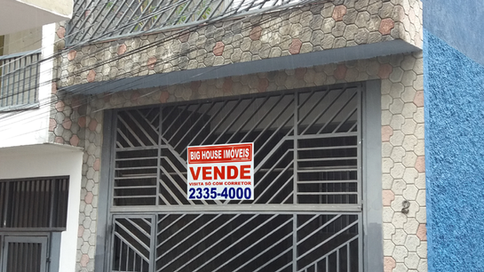 BIG HOUSE IMÓVEIS
VENDE
VISITA SÓ COM CORRETOR
2335-4000